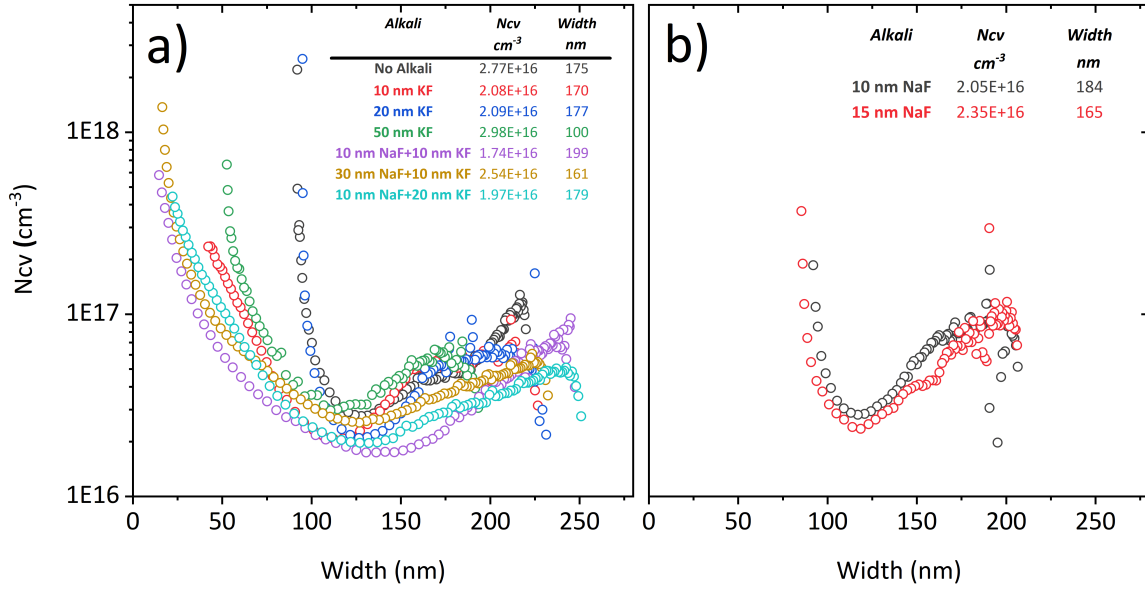 a)
Alkali Ncv Width
cm-3 nm
No Alkali 2.77E+16 175
10 nm KF 2.08E+16 170
20 nm KF 2.09E+16 177
50 nm KF 2.98E+16 100
10 nm NaF+10 nm KF 1.74E+16 199
30 nm NaF+10 nm KF 2.54E+16 161
10 nm NaF+20 nm KF 1.97E+16 179
1E18
1E17
1E16
Ncv (cm-3)
0 50 100 150 200 250
Width (nm)
b)
Alkali Ncv Width
cm-3 nm
10 nm NaF 2.05E+16 184
15 nm NaF 2.35E+16 165
0 50 100 150 200 250
Width (nm)